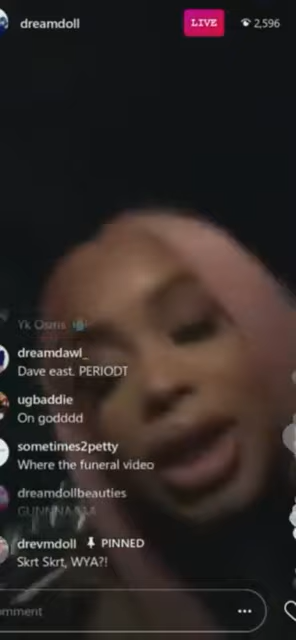 dreamdoll
LIVE
2,596
Yk Osiris
dreamdawl_
Dave east. PERIODT
ugbaddie
On godddd
sometimes2petty
Where the funeral video
dreamdollbeauties
drevmdoll PINNED
Skrt Skrt, WYA?!
omment